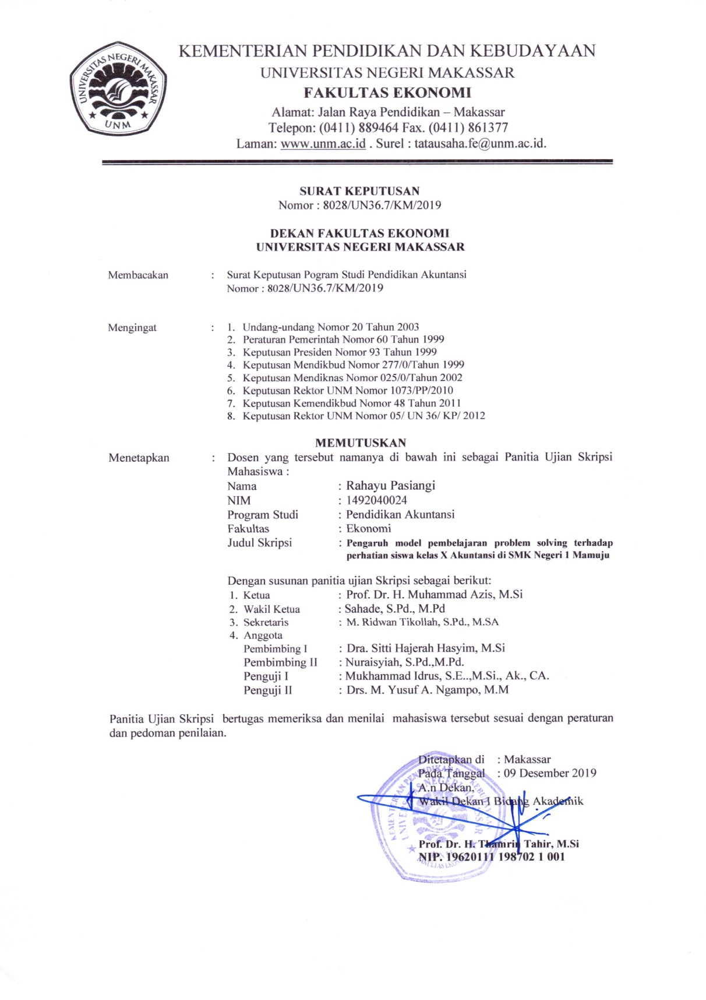 UNIVERSITAS NEGERI MAKASSAR
UNM
KEMENTERIAN PENDIDIKAN DAN KEBUDAYAAN
UNIVERSITAS NEGERI MAKASSAR
FAKULTAS EKONOMI
Alamat: Jalan Raya Pendidikan – Makassar
Telepon: (0411) 889464 Fax. (0411) 861377
Laman: www.unm.ac.id . Surel : tatausaha.fe@unm.ac.id.
SURAT KEPUTUSAN
Nomor : 8028/UN36.7/KM/2019
DEKAN FAKULTAS EKONOMI
UNIVERSITAS NEGERI MAKASSAR
Membacakan : Surat Keputusan Pogram Studi Pendidikan Akuntansi
Nomor : 8028/UN36.7/KM/2019
Mengingat : 1. Undang-undang Nomor 20 Tahun 2003
2. Peraturan Pemerintah Nomor 60 Tahun 1999
3. Keputusan Presiden Nomor 93 Tahun 1999
4. Keputusan Mendikbud Nomor 277/0/Tahun 1999
5. Keputusan Mendiknas Nomor 025/0/Tahun 2002
6. Keputusan Rektor UNM Nomor 1073/PP/2010
7. Keputusan Kemendikbud Nomor 48 Tahun 2011
8. Keputusan Rektor UNM Nomor 05/ UN 36/ KP/ 2012
MEMUTUSKAN
Menetapkan : Dosen yang tersebut namanya di bawah ini sebagai Panitia Ujian Skripsi
Mahasiswa :
Nama : Rahayu Pasiangi
NIM : 1492040024
Program Studi : Pendidikan Akuntansi
Fakultas : Ekonomi
Judul Skripsi : Pengaruh model pembelajaran problem solving terhadap
perhatian siswa kelas X Akuntansi di SMK Negeri 1 Mamuju
Dengan susunan panitia ujian Skripsi sebagai berikut:
1. Ketua : Prof. Dr. H. Muhammad Azis, M.Si
2. Wakil Ketua : Sahade, S.Pd., M.Pd
3. Sekretaris : M. Ridwan Tikollah, S.Pd., M.SA
4. Anggota
Pembimbing I : Dra. Sitti Hajerah Hasyim, M.Si
Pembimbing II : Nuraisyiah, S.Pd.,M.Pd.
Penguji I : Mukhammad Idrus, S.E..,M.Si., Ak., CA.
Penguji II : Drs. M. Yusuf A. Ngampo, M.M
Panitia Ujian Skripsi bertugas memeriksa dan menilai mahasiswa tersebut sesuai dengan peraturan
dan pedoman penilaian.
Ditetapkan di : Makassar
Pada Tanggal : 09 Desember 2019
A.n Dekan,
Wakil Dekan I Bidang Akademik
Prof. Dr. H. Thamrin Tahir, M.Si
NIP. 19620111 198702 1 001
KEMENTERIAN PENDIDIKAN DAN KEBUDAYAAN
UNIVERSITAS NEGERI MAKASSAR
FAKULTAS EKONOMI